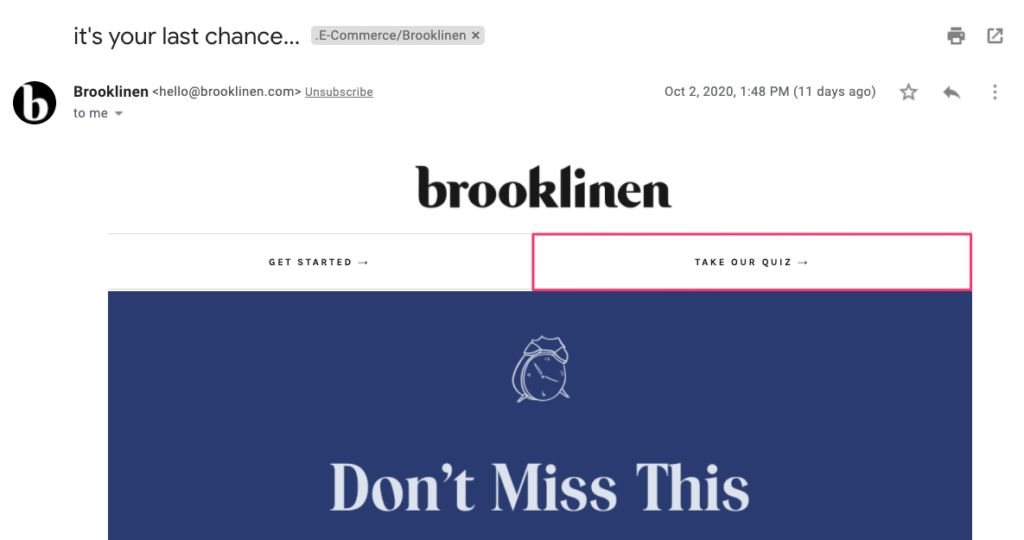 it's your last chance... .E-Commerce/Brooklinen ×
b
Brooklinen <hello@brooklinen.com> Unsubscribe Oct 2, 2020, 1:48 PM (11 days ago)
to me
brooklinen
GET STARTED → TAKE OUR QUIZ →
Don't Miss This